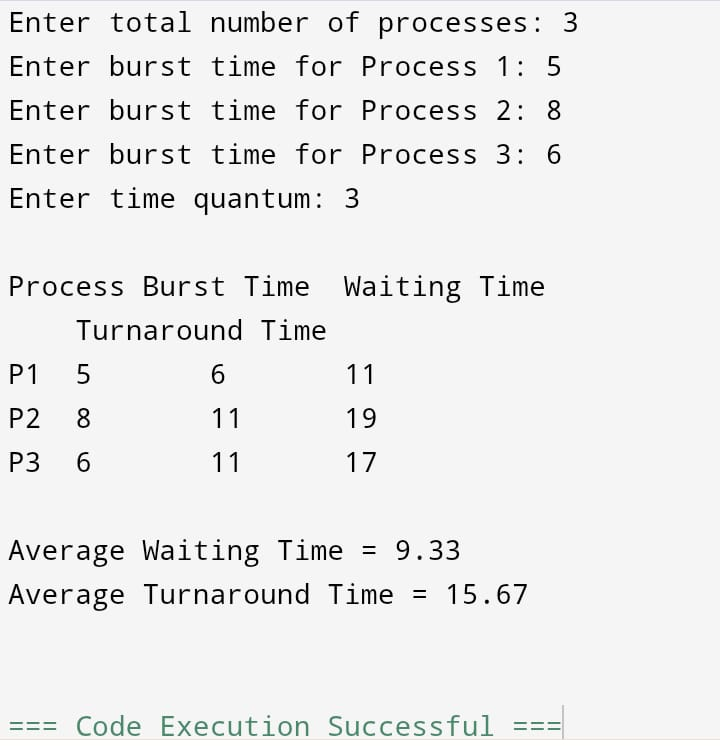 Enter total number of processes: 3
Enter burst time for Process 1: 5
Enter burst time for Process 2: 8
Enter burst time for Process 3: 6
Enter time quantum: 3
Process Burst Time  Waiting Time
    Turnaround Time
P1  5       6       11
P2  8       11      19
P3  6       11      17
Average Waiting Time = 9.33
Average Turnaround Time = 15.67
=== Code Execution Successful ===